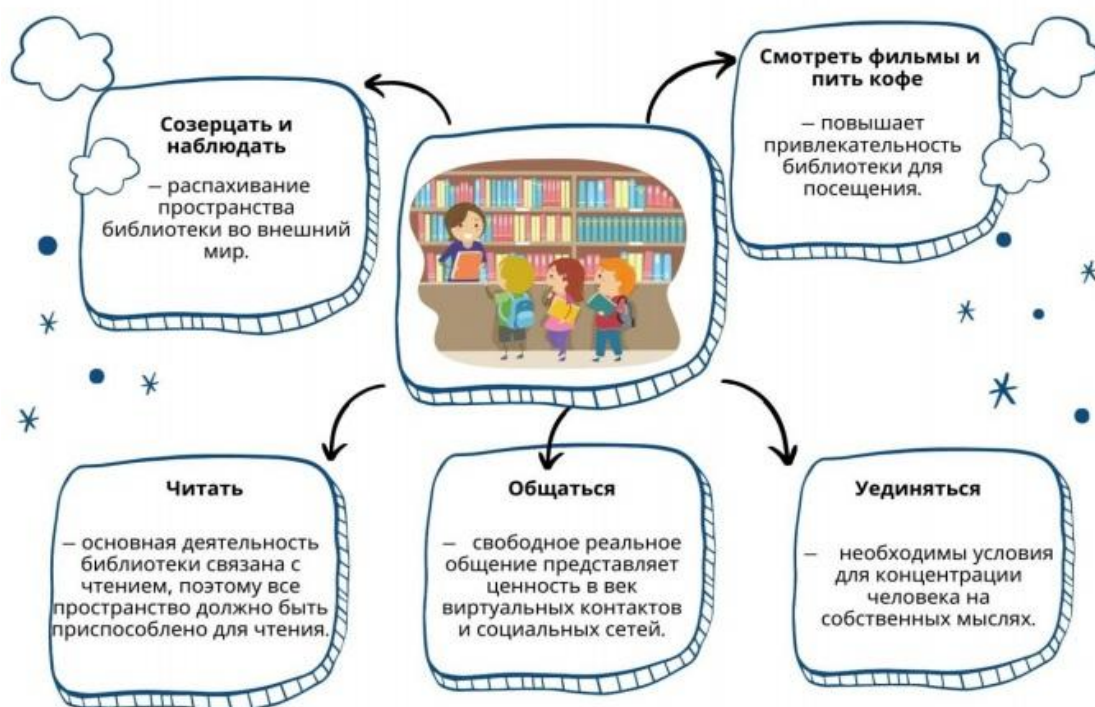 Созерцать и
наблюдать
— распахивание
пространства
библиотеки во внешний
мир.
Смотреть фильмы и
пить кофе
— повышает
привлекательность
библиотеки для
посещения.
Читать
— основная деятельность
библиотеки связана с
чтением, поэтому все
пространство должно быть
приспособлено для чтения.
Общаться
— свободное реальное
общение представляет
ценность в век
виртуальных контактов
и социальных сетей.
Уединяться
— необходимы условия
для концентрации
человека на
собственных мыслях.